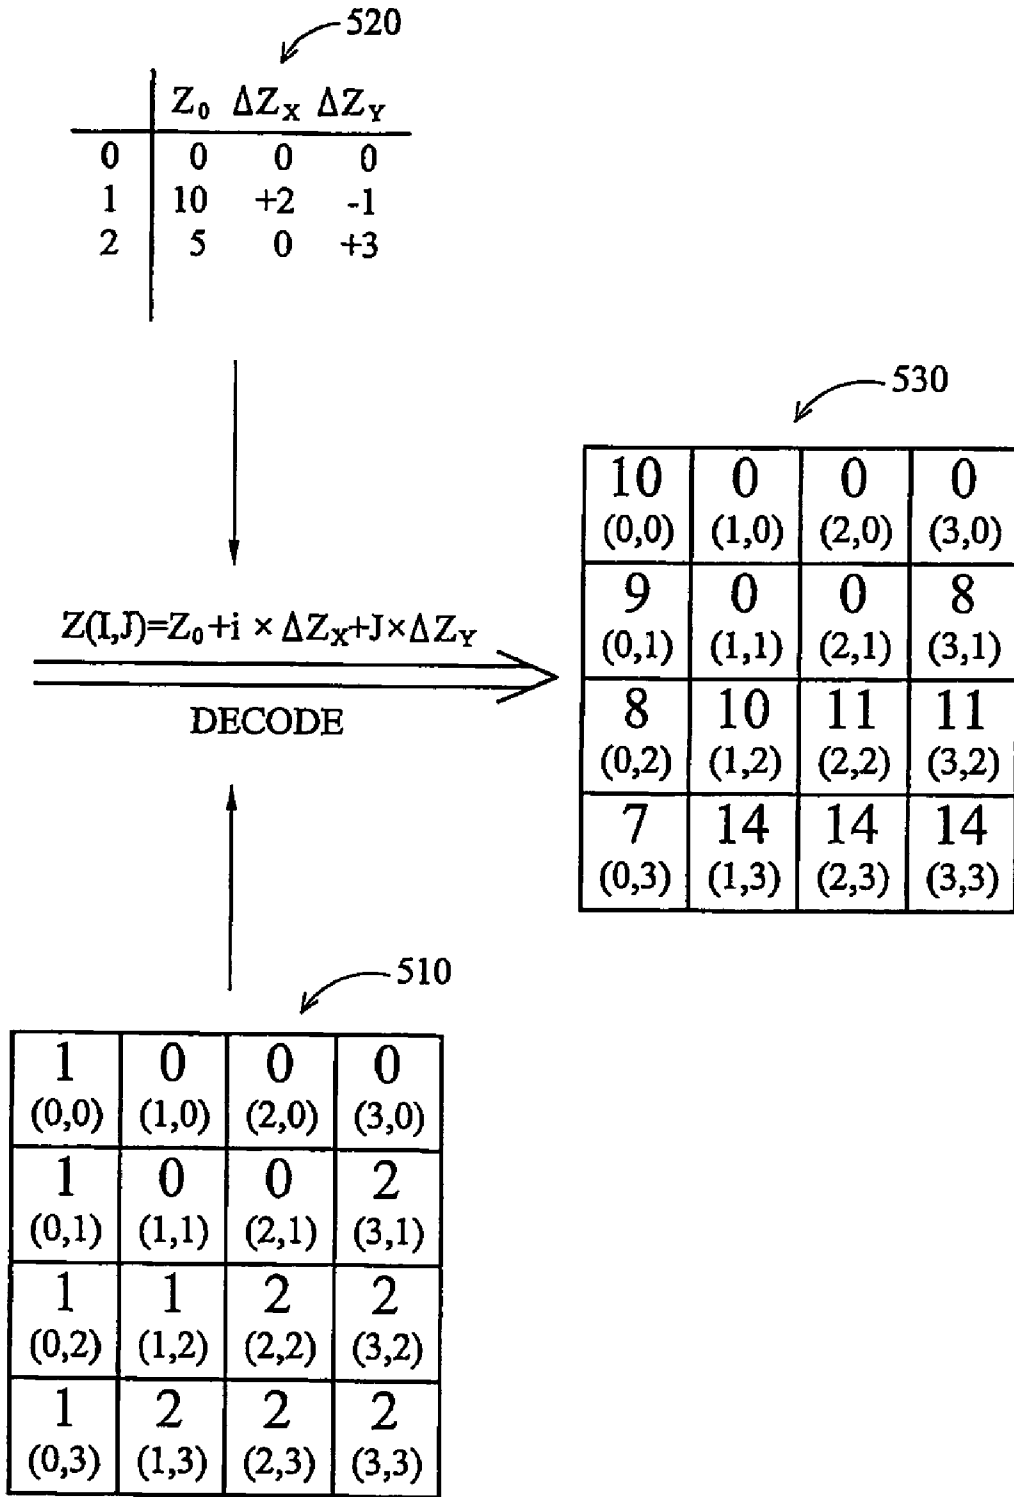 520
Z₀ ΔZX ΔZY
0 0 0 0
1 10 +2 -1
2 5 0 +3
530
10 0 0 0
(0,0) (1,0) (2,0) (3,0)
9 0 0 8
(0,1) (1,1) (2,1) (3,1)
8 10 11 11
(0,2) (1,2) (2,2) (3,2)
7 14 14 14
(0,3) (1,3) (2,3) (3,3)
Z(I,J)=Z₀+i × ΔZX+J×ΔZY
DECODE
510
1 0 0 0
(0,0) (1,0) (2,0) (3,0)
1 0 0 2
(0,1) (1,1) (2,1) (3,1)
1 1 2 2
(0,2) (1,2) (2,2) (3,2)
1 2 2 2
(0,3) (1,3) (2,3) (3,3)